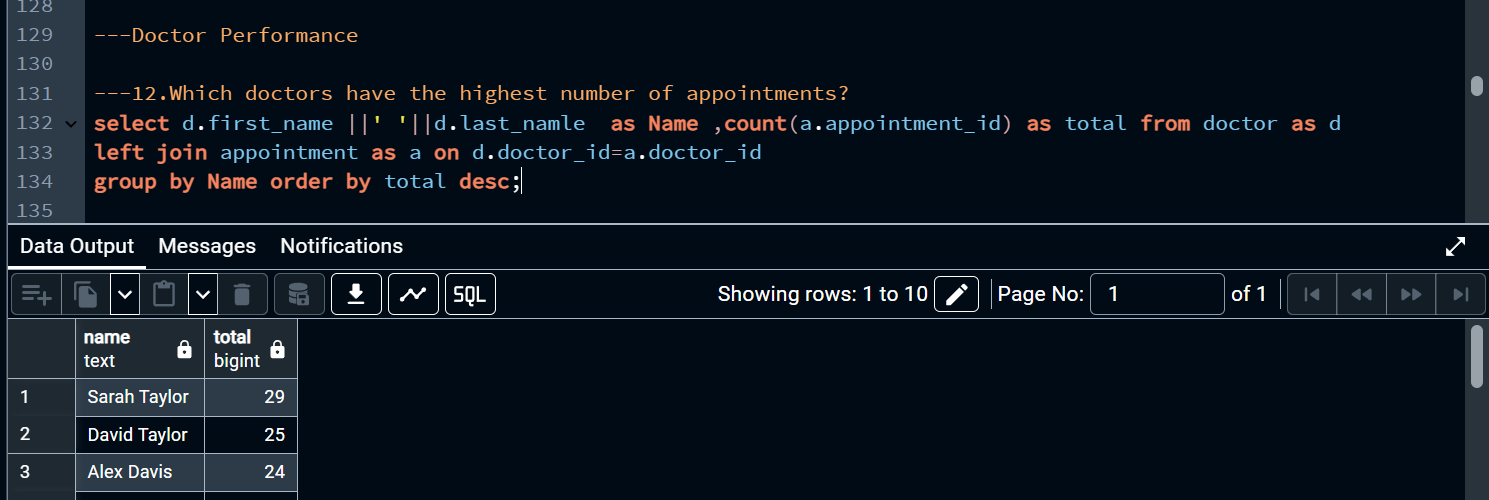 128
129 ---Doctor Performance
130
131 ---12.Which doctors have the highest number of appointments?
132 select d.first_name ||' '||d.last_namle  as Name ,count(a.appointment_id) as total from doctor as d
133 left join appointment as a on d.doctor_id=a.doctor_id
134 group by Name order by total desc;
135
Data Output Messages Notifications
SQL Showing rows: 1 to 10 Page No: 1 of 1
name total
text bigint
1 Sarah Taylor 29
2 David Taylor 25
3 Alex Davis 24